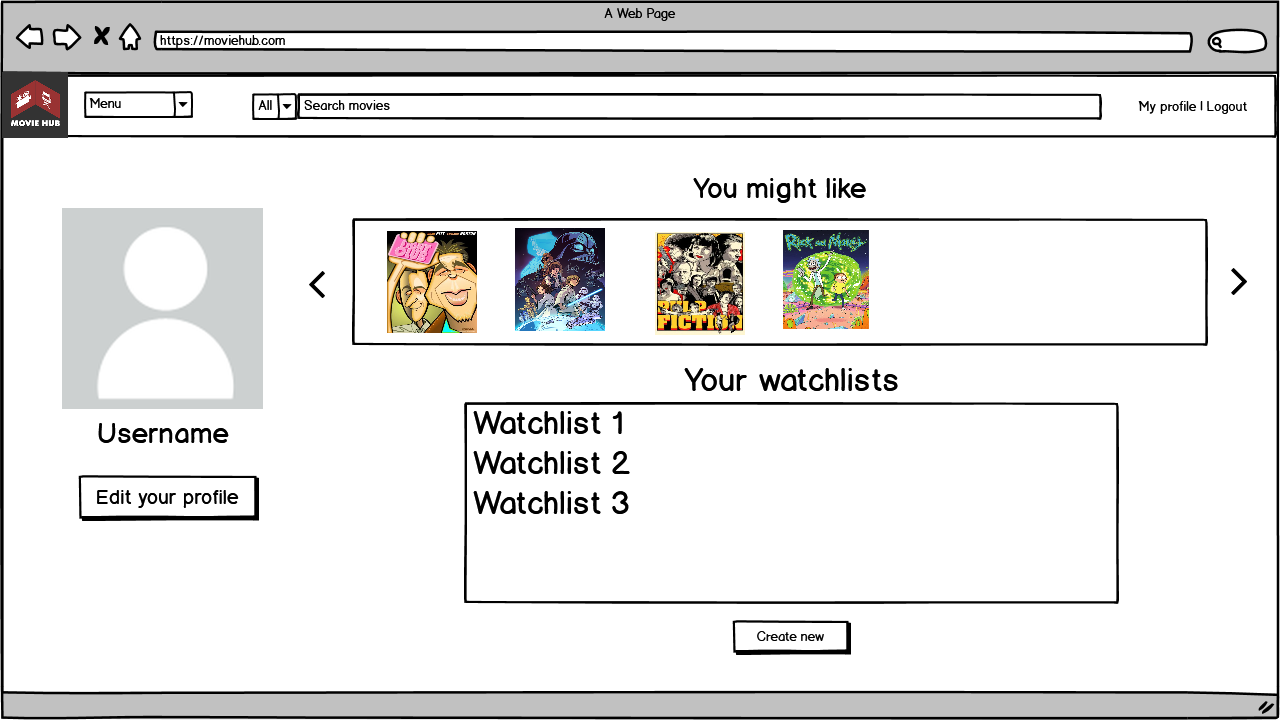 A Web Page
https://moviehub.com
MOVIE HUB
Menu
All
Search movies
My profile | Logout
You might like
PITT
NORTON
FIGHT CLUB
PULP
FICTION
Rick and Morty
Username
Edit your profile
Your watchlists
Watchlist 1
Watchlist 2
Watchlist 3
Create new